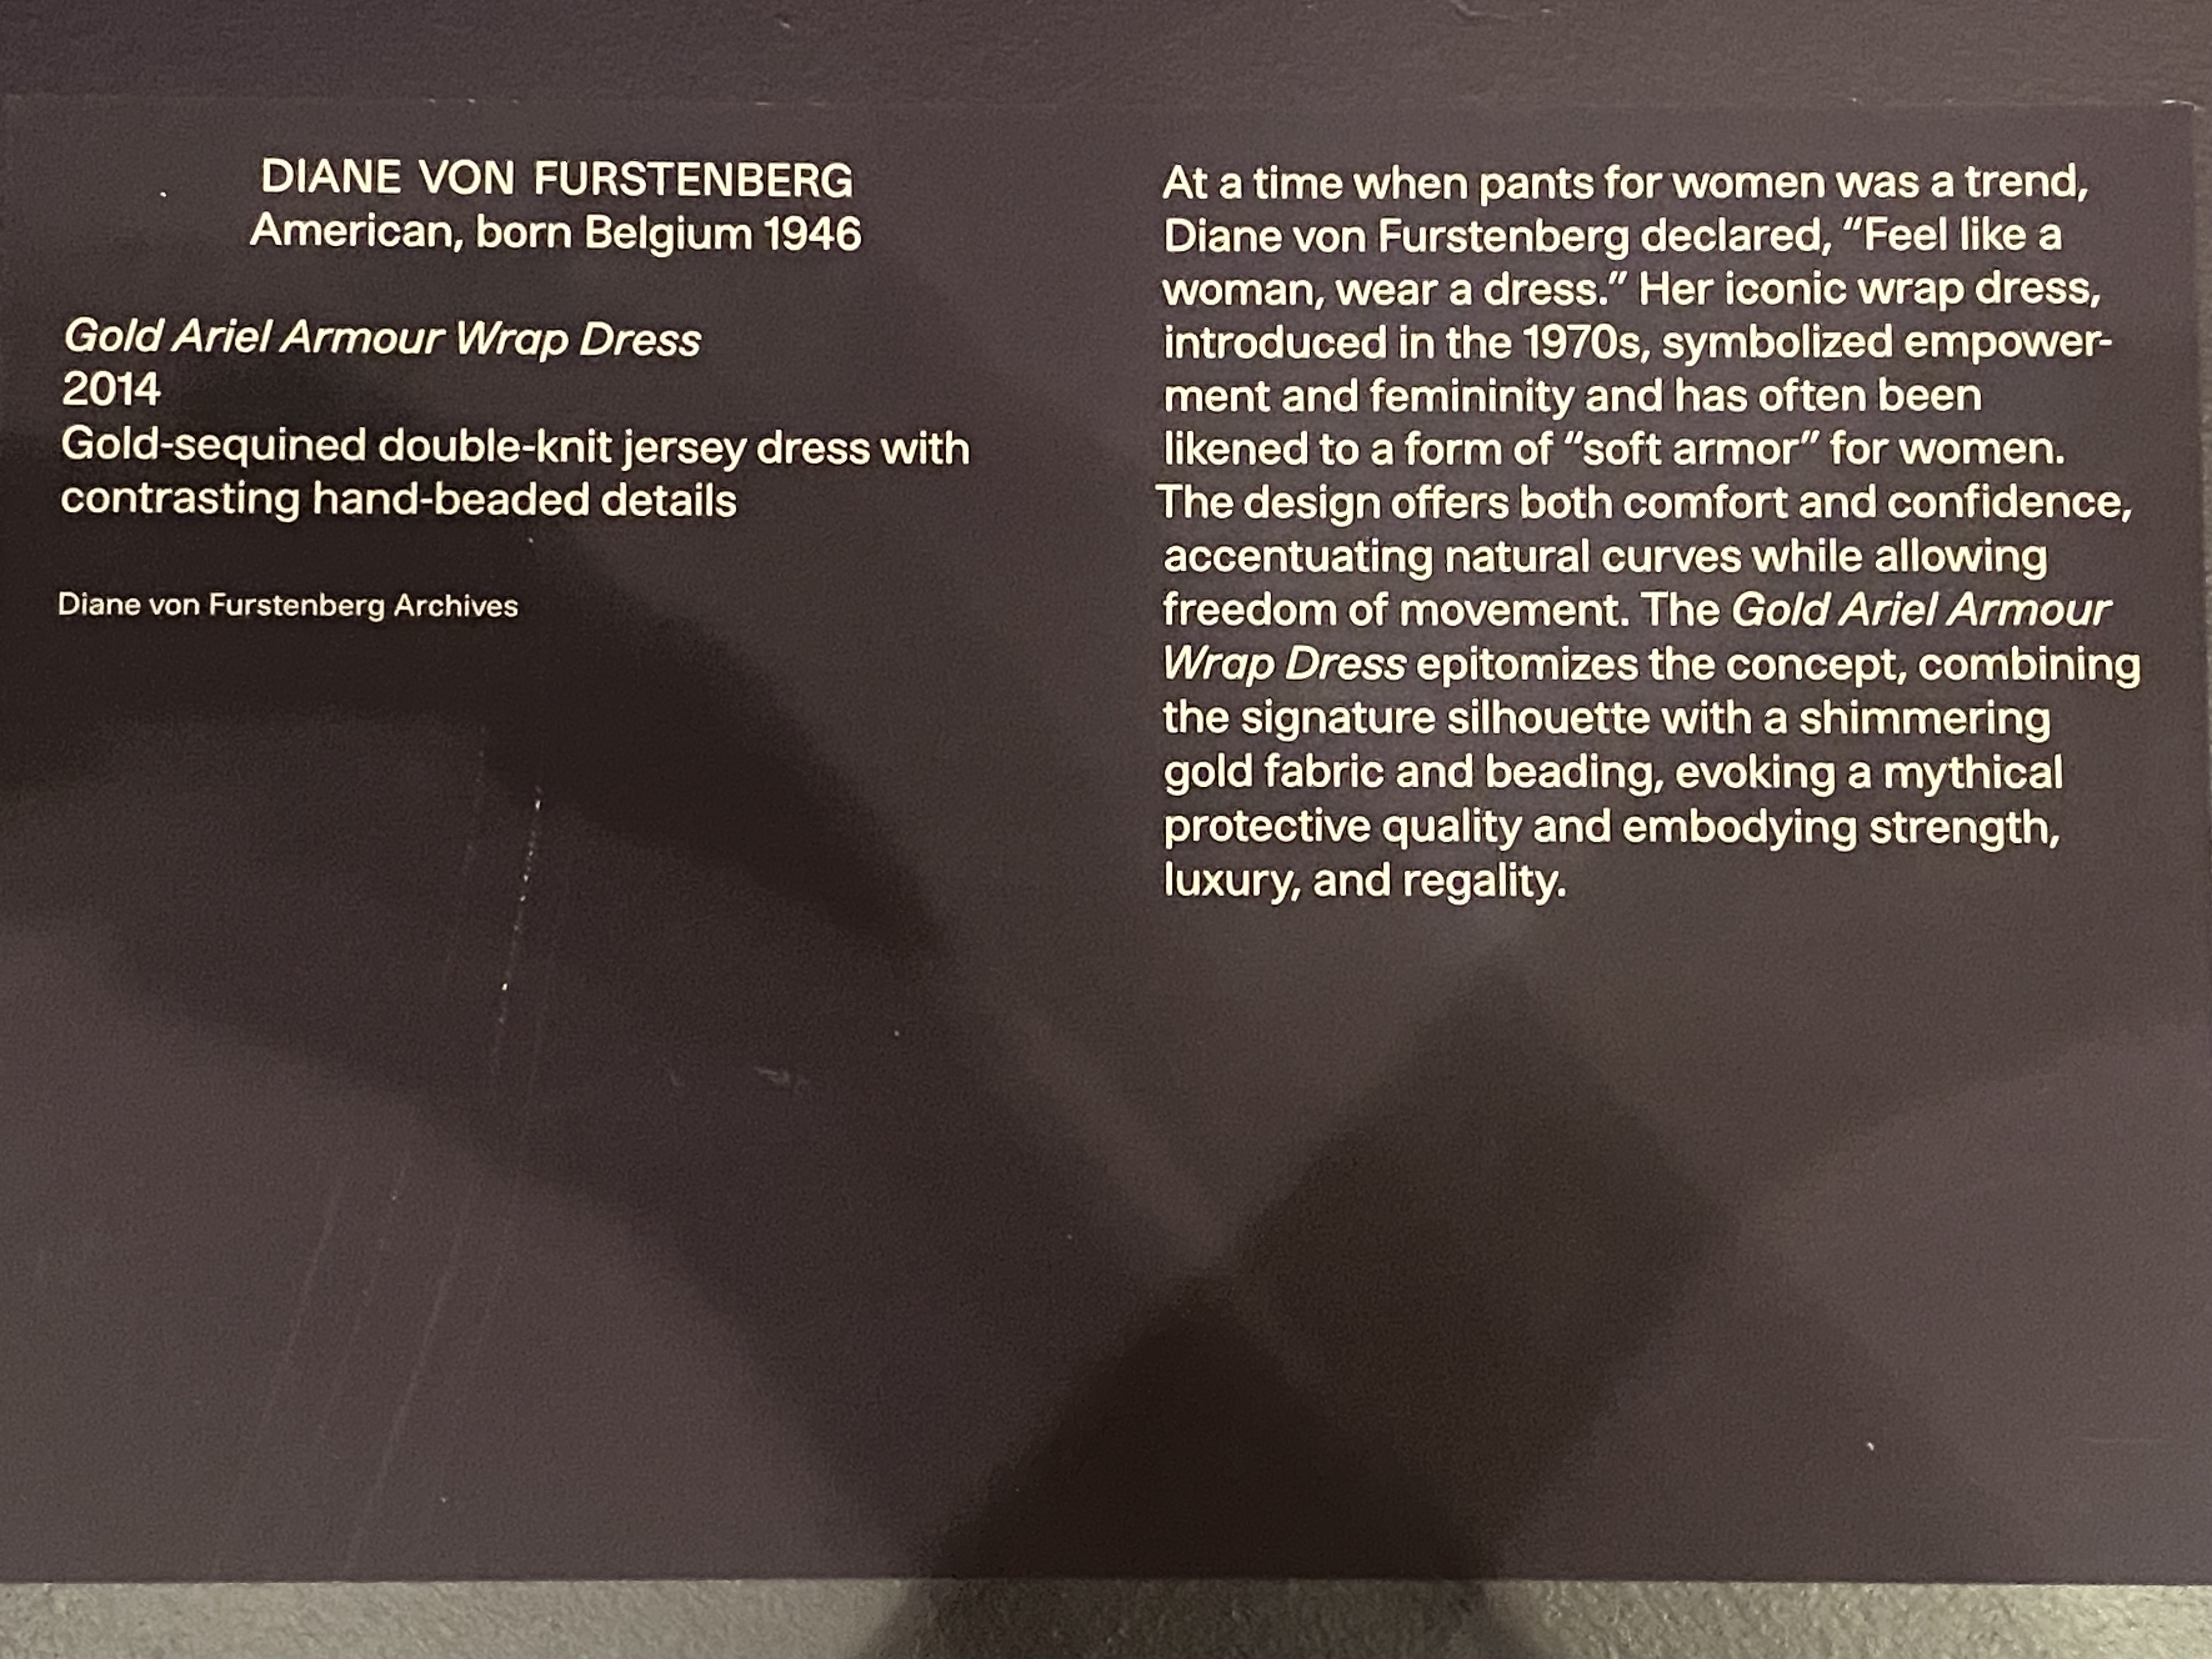 DIANE VON FURSTENBERG
American, born Belgium 1946
Gold Ariel Armour Wrap Dress
2014
Gold-sequined double-knit jersey dress with
contrasting hand-beaded details
Diane von Furstenberg Archives
At a time when pants for women was a trend,
Diane von Furstenberg declared, “Feel like a
woman, wear a dress.” Her iconic wrap dress,
introduced in the 1970s, symbolized empower-
ment and femininity and has often been
likened to a form of “soft armor” for women.
The design offers both comfort and confidence,
accentuating natural curves while allowing
freedom of movement. The Gold Ariel Armour
Wrap Dress epitomizes the concept, combining
the signature silhouette with a shimmering
gold fabric and beading, evoking a mythical
protective quality and embodying strength,
luxury, and regality.